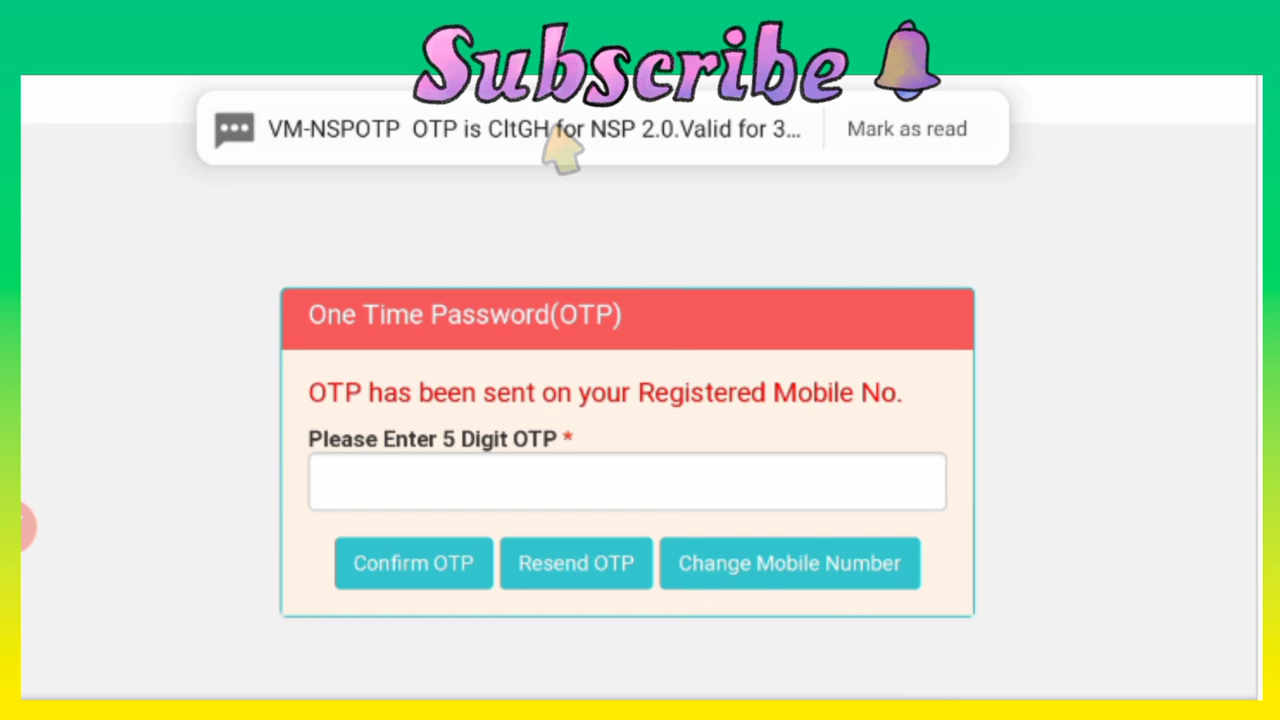 Subscribe
VM-NSPOTP OTP is CltGH for NSP 2.0.Valid for 3...
Mark as read
One Time Password(OTP)
OTP has been sent on your Registered Mobile No.
Please Enter 5 Digit OTP *
Confirm OTP
Resend OTP
Change Mobile Number